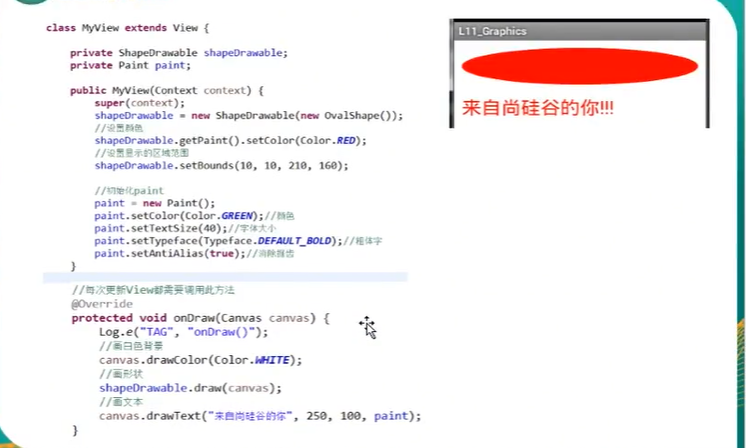 class MyView extends View {
private ShapeDrawable shapeDrawable;
private Paint paint;
public MyView(Context context) {
super(context);
shapeDrawable = new ShapeDrawable(new OvalShape());
//设置颜色
shapeDrawable.getPaint().setColor(Color.RED);
//设置显示的区域范围
shapeDrawable.setBounds(10, 10, 210, 160);
//初始化paint
paint = new Paint();
paint.setColor(Color.GREEN);//颜色
paint.setTextSize(40);//字体大小
paint.setTypeface(Typeface.DEFAULT_BOLD);//粗体字
paint.setAntiAlias(true);//消除锯齿
}
//每次更新View都需要调用此方法
@Override
protected void onDraw(Canvas canvas) {
Log.e("TAG", "onDraw()");
//画白色背景
canvas.drawColor(Color.WHITE);
//画形状
shapeDrawable.draw(canvas);
//画文本
canvas.drawText("来自尚硅谷的你", 250, 100, paint);
}
L11_Graphics
来自尚硅谷的你!!!